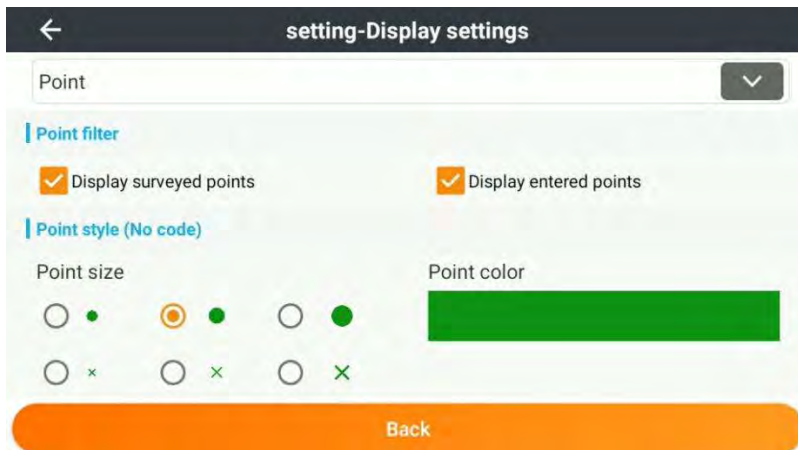 setting-Display settings
Point
Point filter
Display surveyed points Display entered points
Point style (No code)
Point size Point color
Back